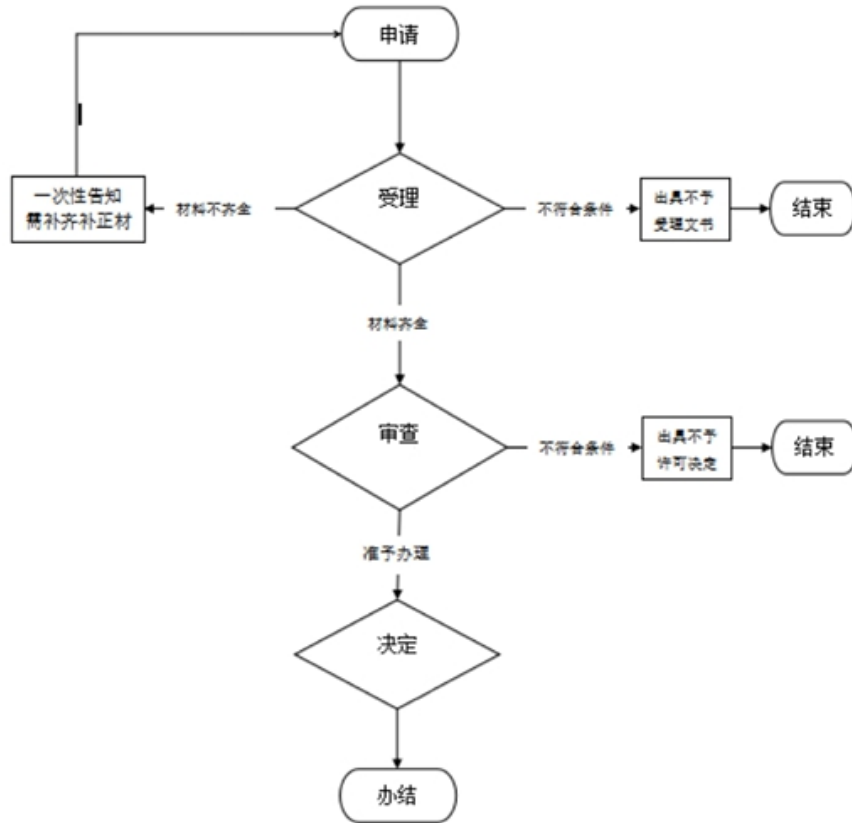 申请
受理
一次性告知
需补齐补正材
材料不齐全
不符合条件
出具不予
受理文书
结束
材料齐全
审查
不符合条件
出具不予
许可决定
结束
准予办理
决定
办结